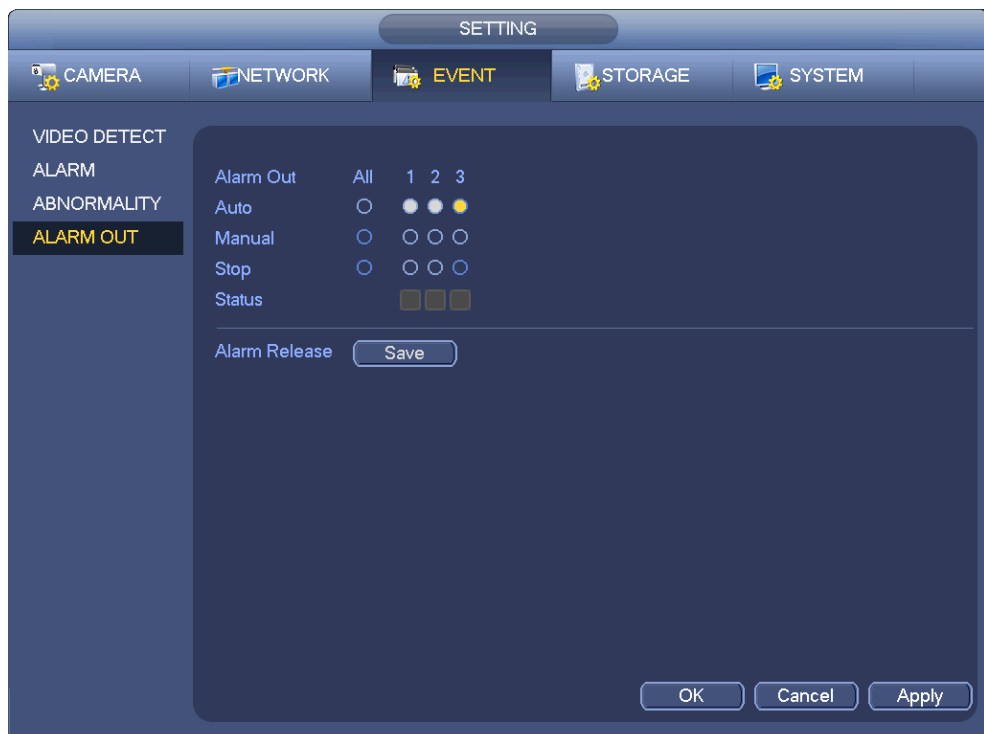 SETTING
CAMERA NETWORK EVENT STORAGE SYSTEM
VIDEO DETECT
ALARM
ABNORMALITY
ALARM OUT
Alarm Out All 1 2 3
Auto
Manual
Stop
Status
Alarm Release Save
OK Cancel Apply